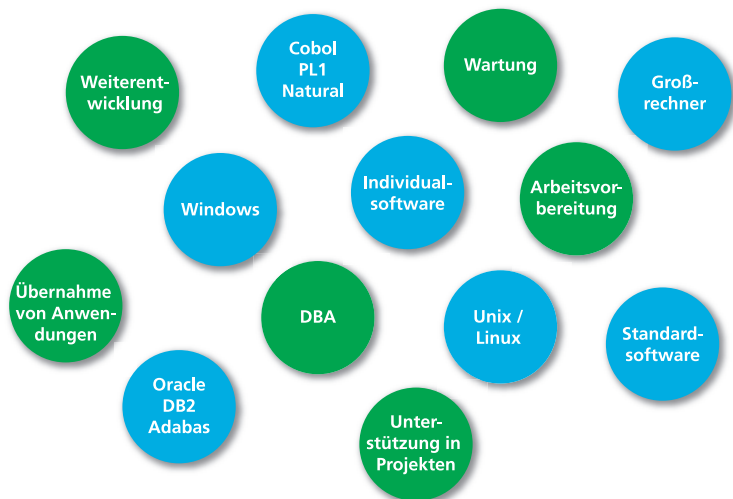 Weiterent-
wicklung
Cobol
PL1
Natural
Wartung
Groß-
rechner
Windows
Individual-
software
Arbeitsvor-
bereitung
Übernahme
von Anwen-
dungen
DBA
Unix /
Linux
Standard-
software
Oracle
DB2
Adabas
Unter-
stützung in
Projekten